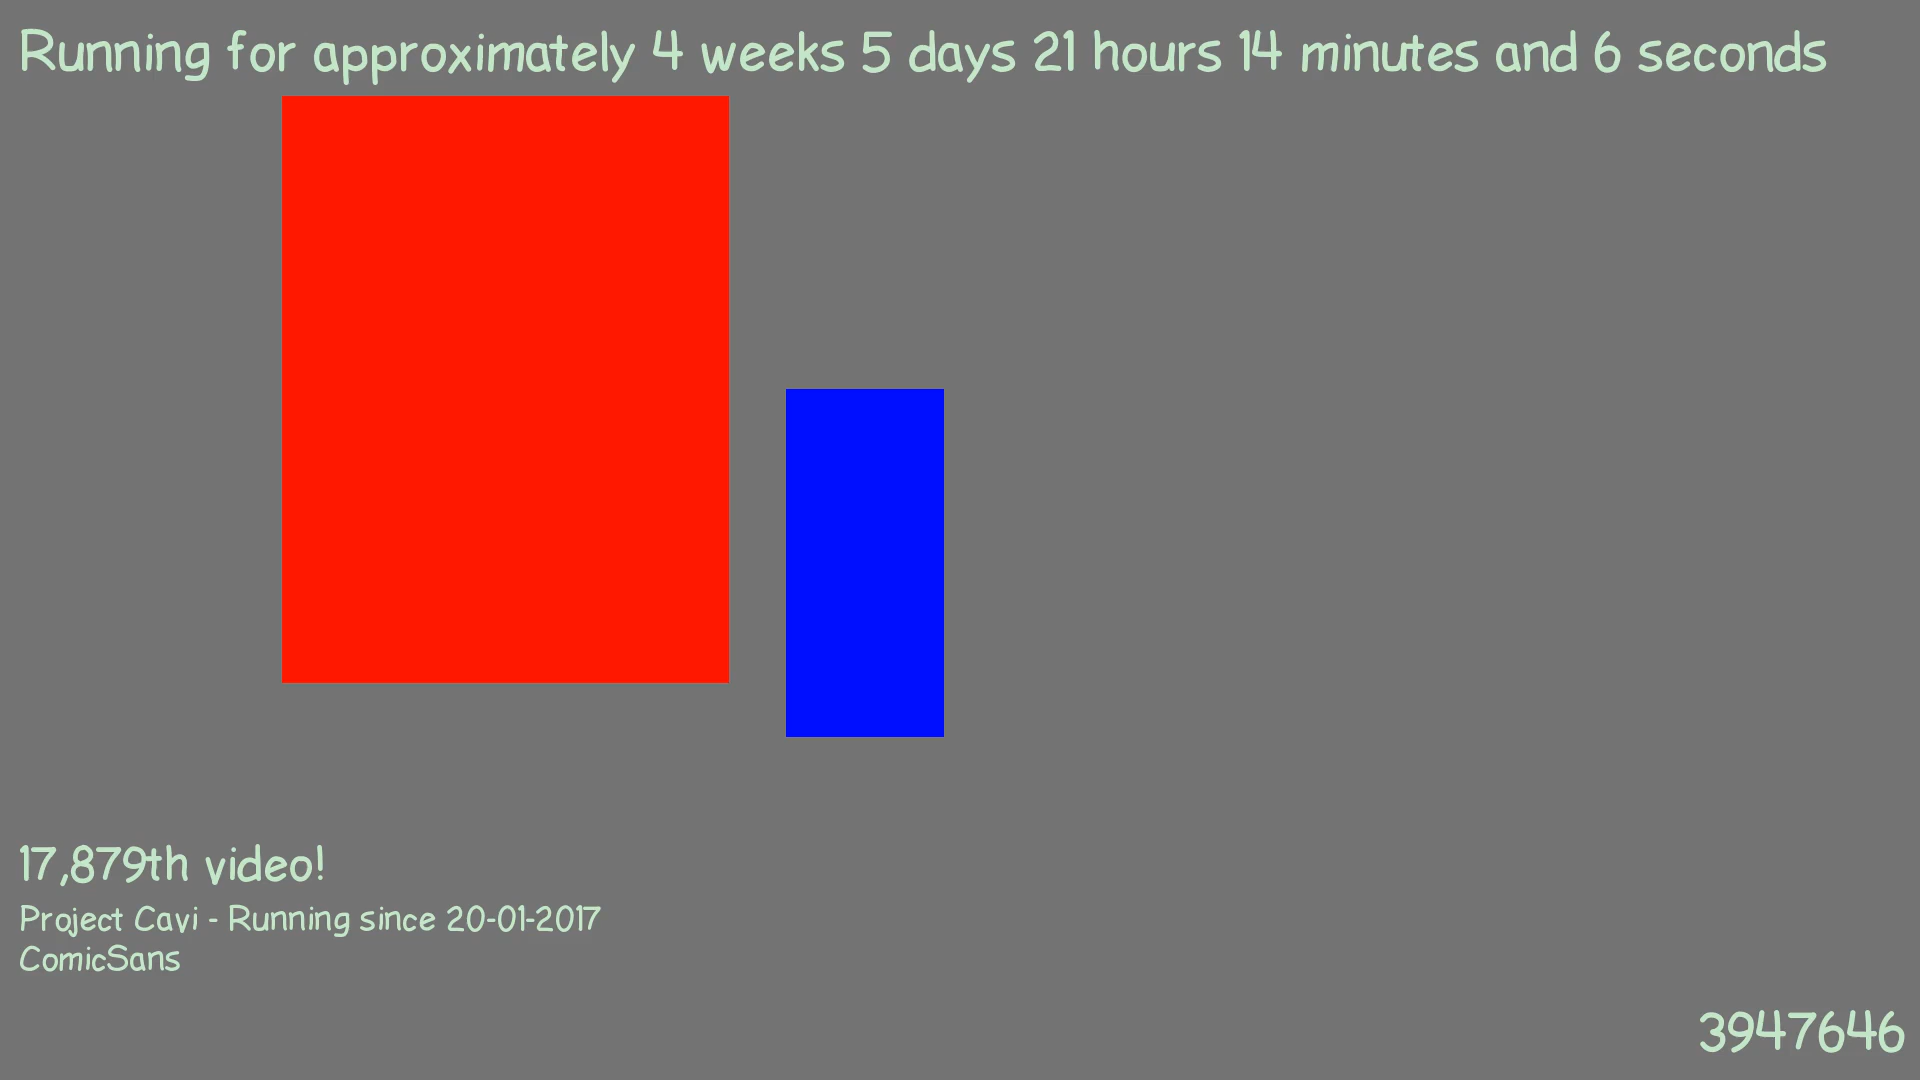 Running for approximately 4 weeks 5 days 21 hours 14 minutes and 6 seconds
17,879th video!
Project Cavi - Running since 20-01-2017
ComicSans
3947646